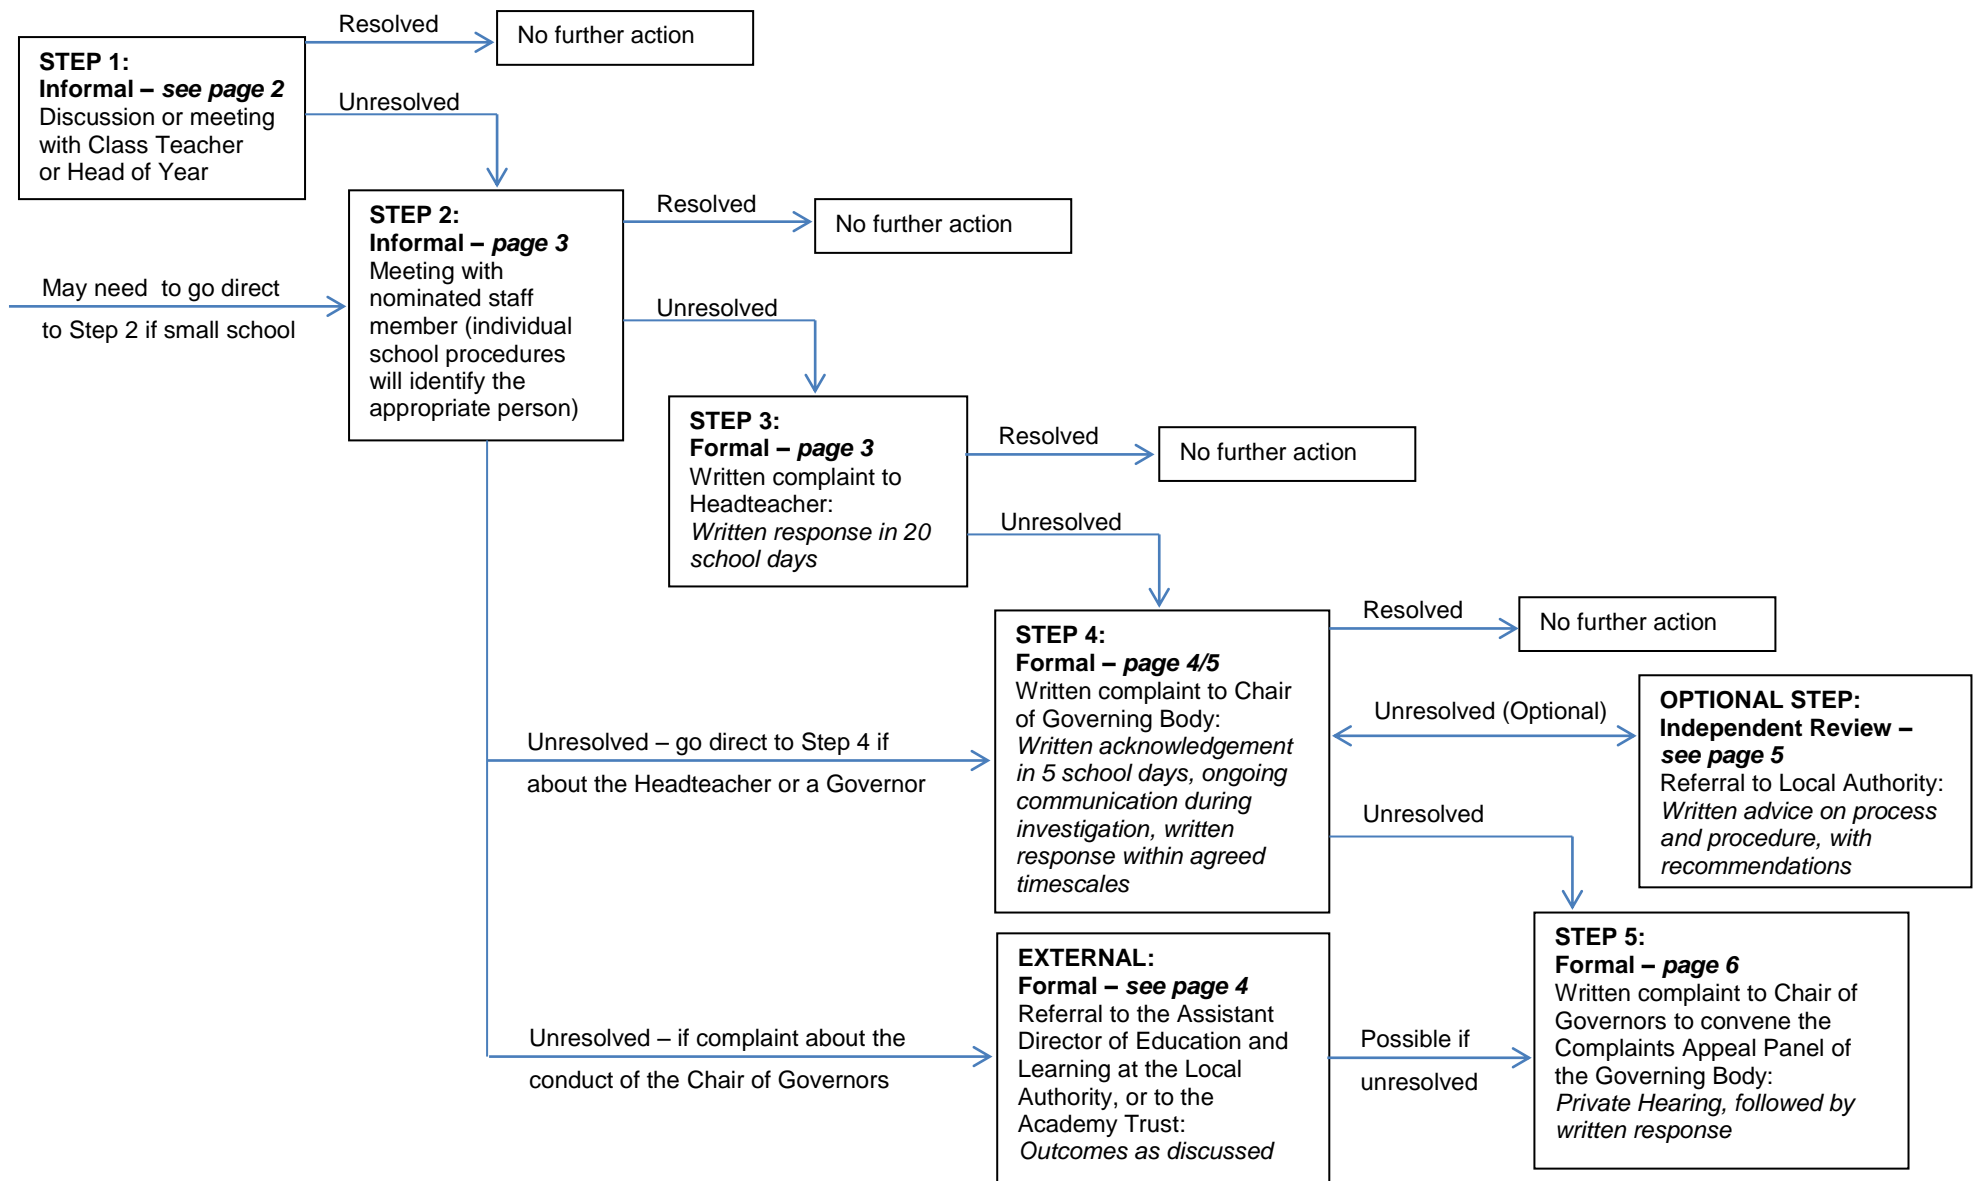 Resolved
No further action
STEP 1:
Informal – see page 2
Discussion or meeting
with Class Teacher
or Head of Year
Unresolved
STEP 2:
Informal – page 3
Meeting with
nominated staff
member (individual
school procedures
will identify the
appropriate person)
Resolved
No further action
May need to go direct
to Step 2 if small school
Unresolved
STEP 3:
Formal – page 3
Written complaint to
Headteacher:
Written response in 20
school days
Resolved
No further action
Unresolved
STEP 4:
Formal – page 4/5
Written complaint to Chair
of Governing Body:
Written acknowledgement
in 5 school days, ongoing
communication during
investigation, written
response within agreed
timescales
Resolved
No further action
Unresolved (Optional)
OPTIONAL STEP:
Independent Review –
see page 5
Referral to Local Authority:
Written advice on process
and procedure, with
recommendations
Unresolved – go direct to Step 4 if
about the Headteacher or a Governor
Unresolved
EXTERNAL:
Formal – see page 4
Referral to the Assistant
Director of Education and
Learning at the Local
Authority, or to the
Academy Trust:
Outcomes as discussed
Unresolved – if complaint about the
conduct of the Chair of Governors
Possible if
unresolved
STEP 5:
Formal – page 6
Written complaint to Chair of
Governors to convene the
Complaints Appeal Panel of
the Governing Body:
Private Hearing, followed by
written response